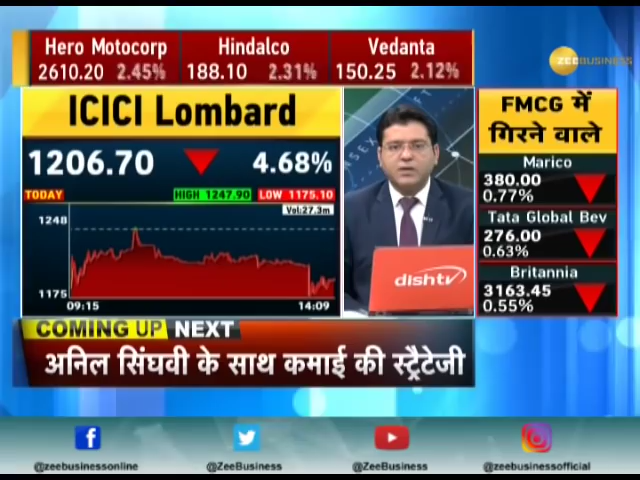 Hero Motocorp
2610.20 2.45%
Hindalco
188.10 2.31%
Vedanta
150.25 2.12%
ZEEBUSINESS
ICICI Lombard
1206.70 4.68%
TODAY HIGH 1247.90 LOW 1175.10
Vol:27.3m
1248
1175
09:15 14:09
dishtv
FMCG में
गिरने वाले
Marico
380.00
0.77%
Tata Global Bev
276.00
0.63%
Britannia
3163.45
0.55%
COMING UP NEXT
अनिल सिंघवी के साथ कमाई की स्ट्रैटेजी
@zeebusinessonline @ZeeBusiness @ZeeBusiness @zeebusinessofficial